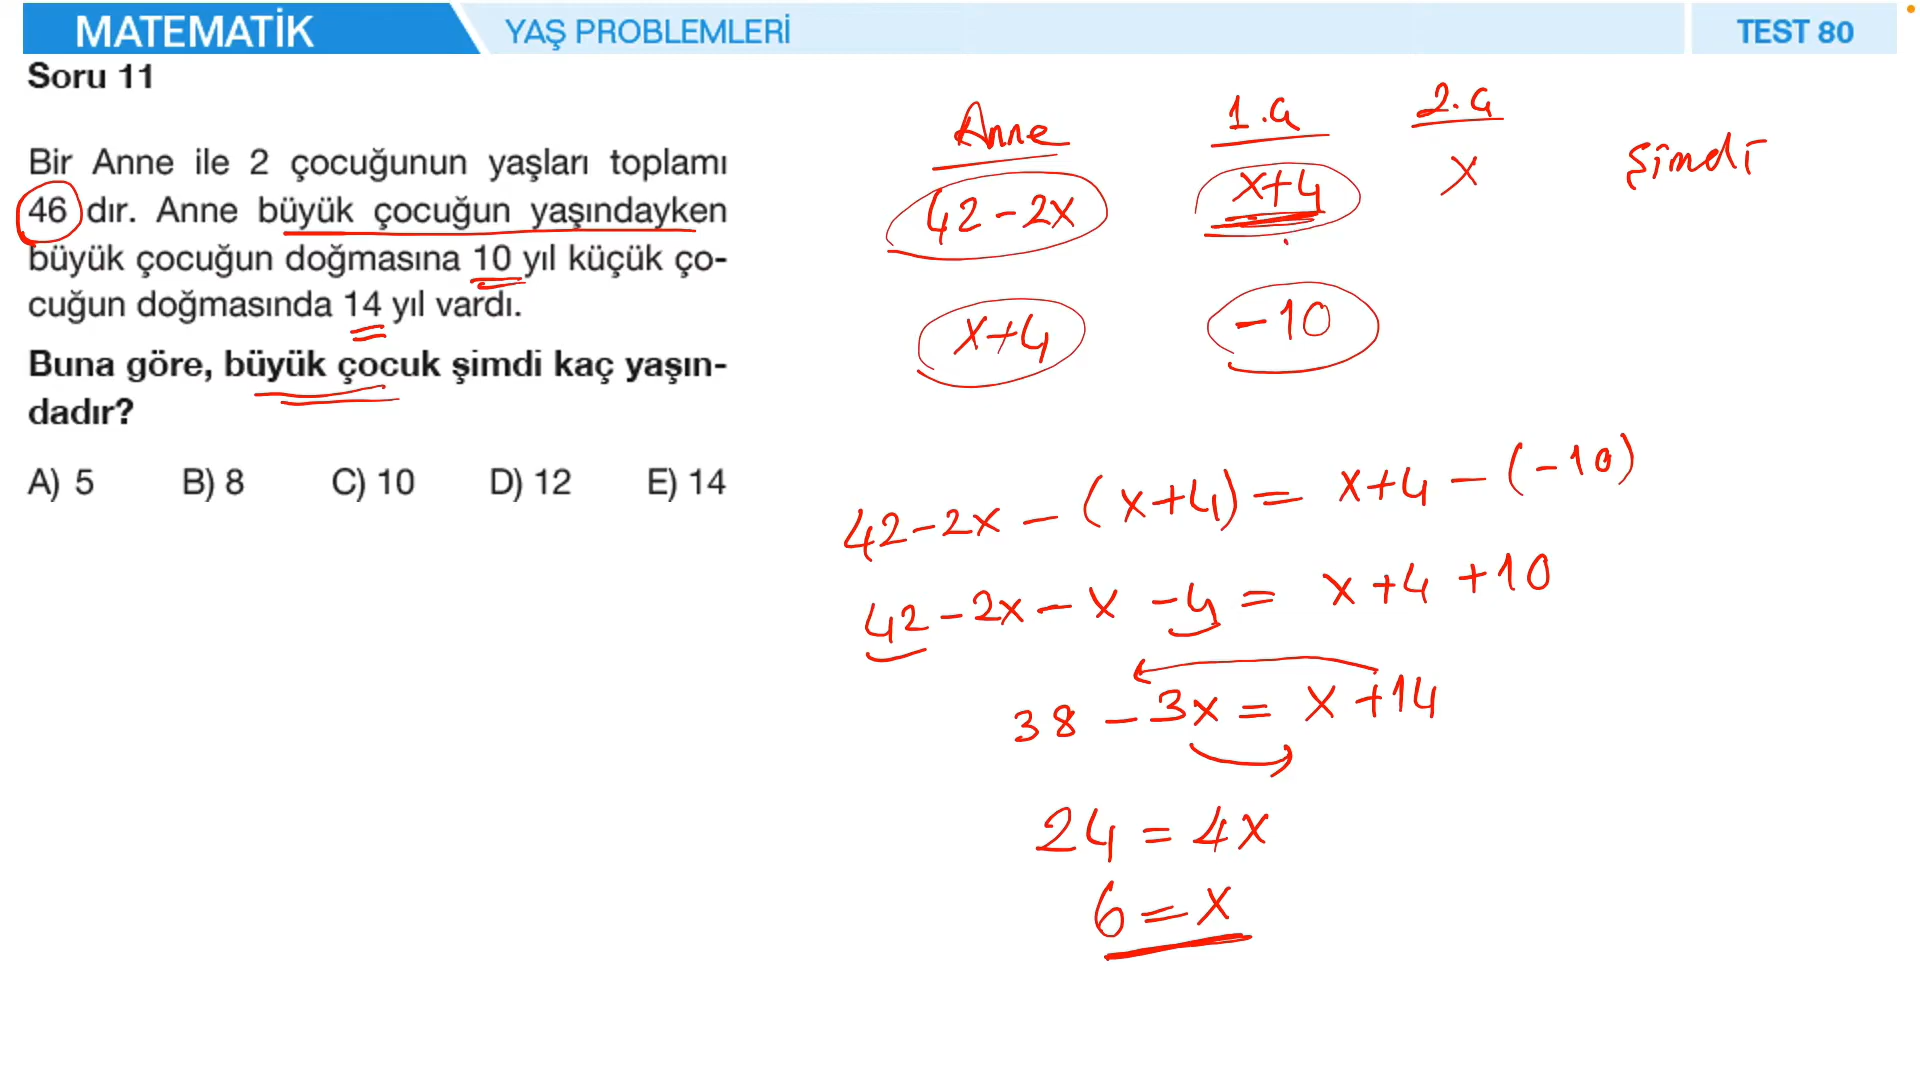 MATEMATİK
YAŞ PROBLEMLERİ
TEST 80
Soru 11
Bir Anne ile 2 çocuğunun yaşları toplamı
46 dır. Anne büyük çocuğun yaşındayken
büyük çocuğun doğmasına 10 yıl küçük ço-
cuğun doğmasında 14 yıl vardı.
Buna göre, büyük çocuk şimdi kaç yaşın-
dadır?
A) 5 B) 8 C) 10 D) 12 E) 14
Anne 1.Ç 2.Ç
42-2x x+4 x şimdi
x+4 -10
42-2x-(x+4)=x+4-(-10)
42-2x-x-4=x+4+10
38-3x=x+14
24=4x
6=x